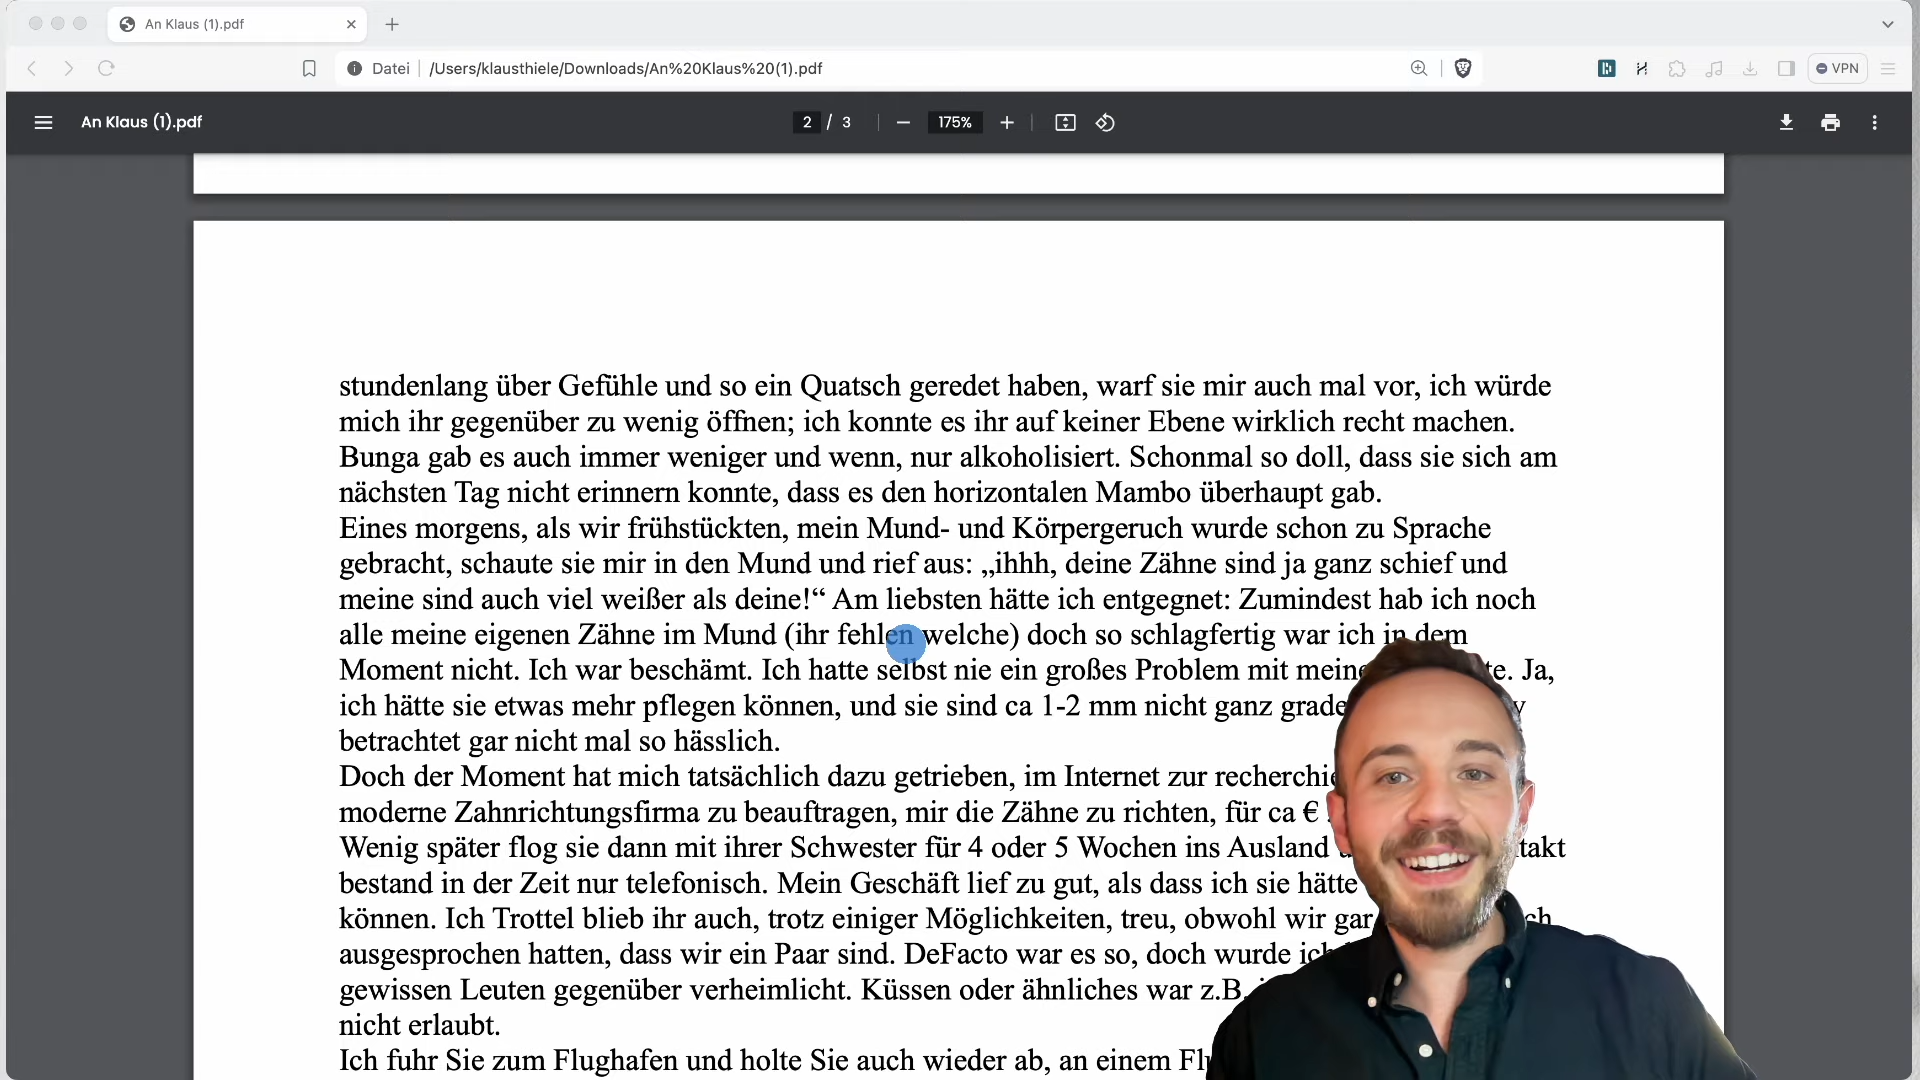 An Klaus (1).pdf
Datei /Users/klausthiele/Downloads/An%20Klaus%20(1).pdf
VPN
An Klaus (1).pdf
2 / 3
175%
stundenlang über Gefühle und so ein Quatsch geredet haben, warf sie mir auch mal vor, ich würde
mich ihr gegenüber zu wenig öffnen; ich konnte es ihr auf keiner Ebene wirklich recht machen.
Bunga gab es auch immer weniger und wenn, nur alkoholisiert. Schonmal so doll, dass sie sich am
nächsten Tag nicht erinnern konnte, dass es den horizontalen Mambo überhaupt gab.
Eines morgens, als wir frühstückten, mein Mund- und Körpergeruch wurde schon zu Sprache
gebracht, schaute sie mir in den Mund und rief aus: „ihhh, deine Zähne sind ja ganz schief und
meine sind auch viel weißer als deine!“ Am liebsten hätte ich entgegnet: Zumindest hab ich noch
alle meine eigenen Zähne im Mund (ihr fehlen welche) doch so schlagfertig war ich in dem
Moment nicht. Ich war beschämt. Ich hatte selbst nie ein großes Problem mit meine te. Ja,
ich hätte sie etwas mehr pflegen können, und sie sind ca 1-2 mm nicht ganz grade
betrachtet gar nicht mal so hässlich.
Doch der Moment hat mich tatsächlich dazu getrieben, im Internet zur recherchie
moderne Zahnrichtungsfirma zu beauftragen, mir die Zähne zu richten, für ca €
Wenig später flog sie dann mit ihrer Schwester für 4 oder 5 Wochen ins Ausland takt
bestand in der Zeit nur telefonisch. Mein Geschäft lief zu gut, als dass ich sie hätte
können. Ich Trottel blieb ihr auch, trotz einiger Möglichkeiten, treu, obwohl wir gar ch
ausgesprochen hatten, dass wir ein Paar sind. DeFacto war es so, doch wurde ich
gewissen Leuten gegenüber verheimlicht. Küssen oder ähnliches war z.B.
nicht erlaubt.
Ich fuhr Sie zum Flughafen und holte Sie auch wieder ab, an einem Fl